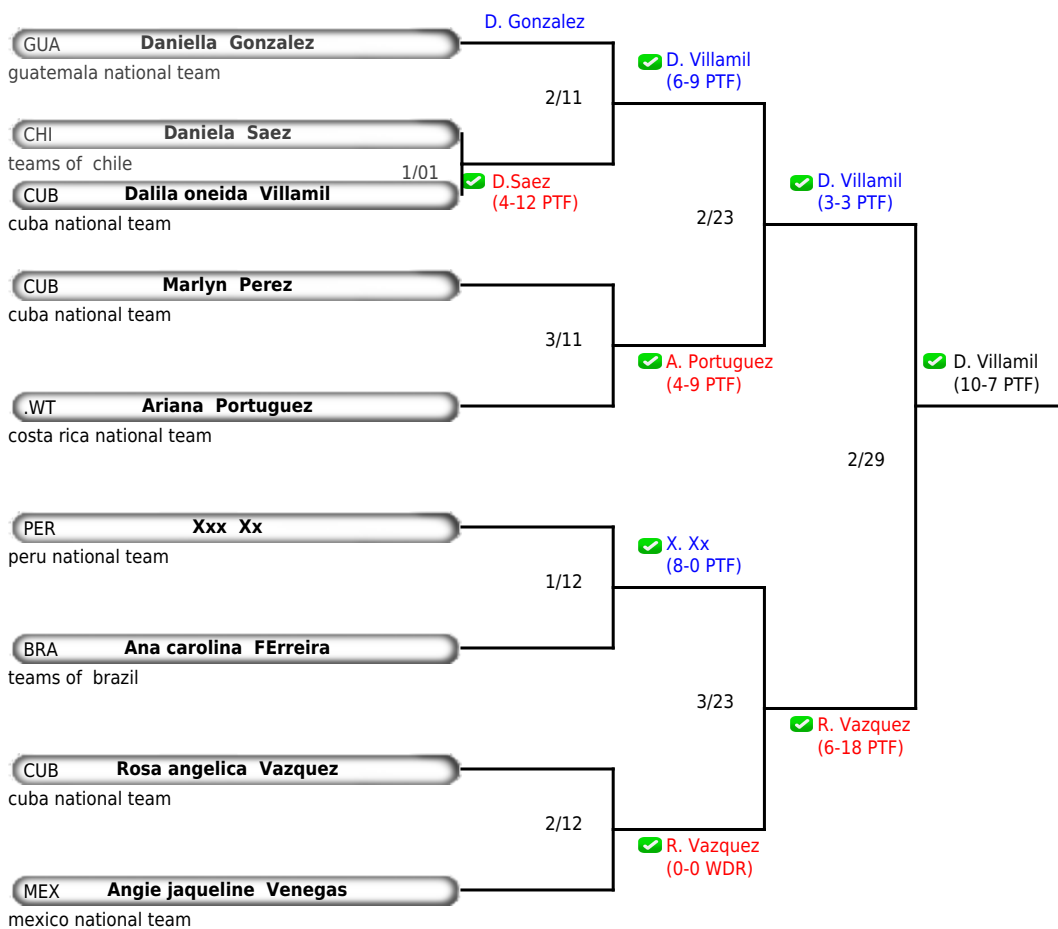 D. Gonzalez
GUA Daniella Gonzalez
guatemala national team
D. Villamil
(6-9 PTF)
2/11
CHI Daniela Saez
teams of chile
1/01
D.Saez
(4-12 PTF)
CUB Dalila oneida Villamil
cuba national team
D. Villamil
(3-3 PTF)
2/23
CUB Marlyn Perez
cuba national team
3/11
A. Portuguez
(4-9 PTF)
D. Villamil
(10-7 PTF)
.WT Ariana Portuguez
costa rica national team
2/29
PER Xxx Xx
peru national team
X. Xx
(8-0 PTF)
1/12
BRA Ana carolina FErreira
teams of brazil
3/23
R. Vazquez
(6-18 PTF)
CUB Rosa angelica Vazquez
cuba national team
2/12
R. Vazquez
(0-0 WDR)
MEX Angie jaqueline Venegas
mexico national team